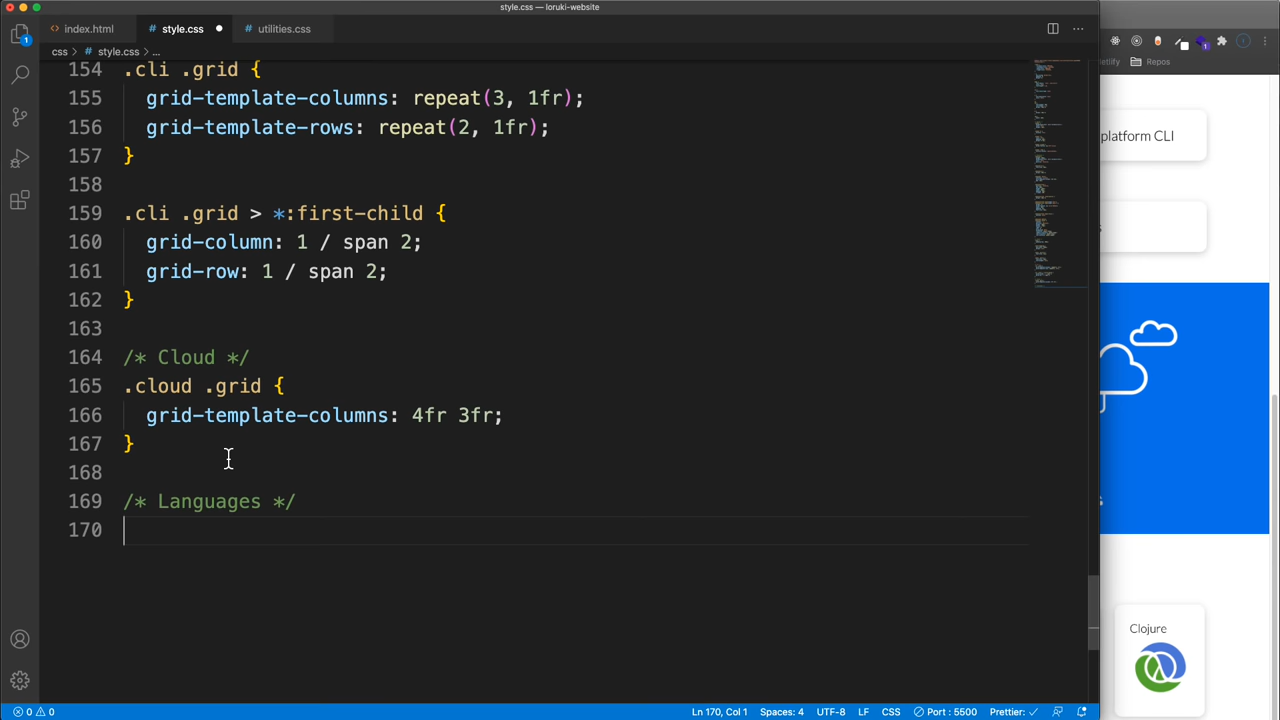 style.css — loruki-website
index.html
# style.css
# utilities.css
css > # style.css > ...
etlify Repos
1
1
154 .cli .grid {
155 grid-template-columns: repeat(3, 1fr);
156 grid-template-rows: repeat(2, 1fr);
157 }
158
159 .cli .grid > *:first-child {
160 grid-column: 1 / span 2;
161 grid-row: 1 / span 2;
162 }
163
164 /* Cloud */
165 .cloud .grid {
166 grid-template-columns: 4fr 3fr;
167 }
168
169 /* Languages */
170
platform CLI
s
s
Clojure
0 0
Ln 170, Col 1 Spaces: 4 UTF-8 LF CSS Port : 5500 Prettier: ✓